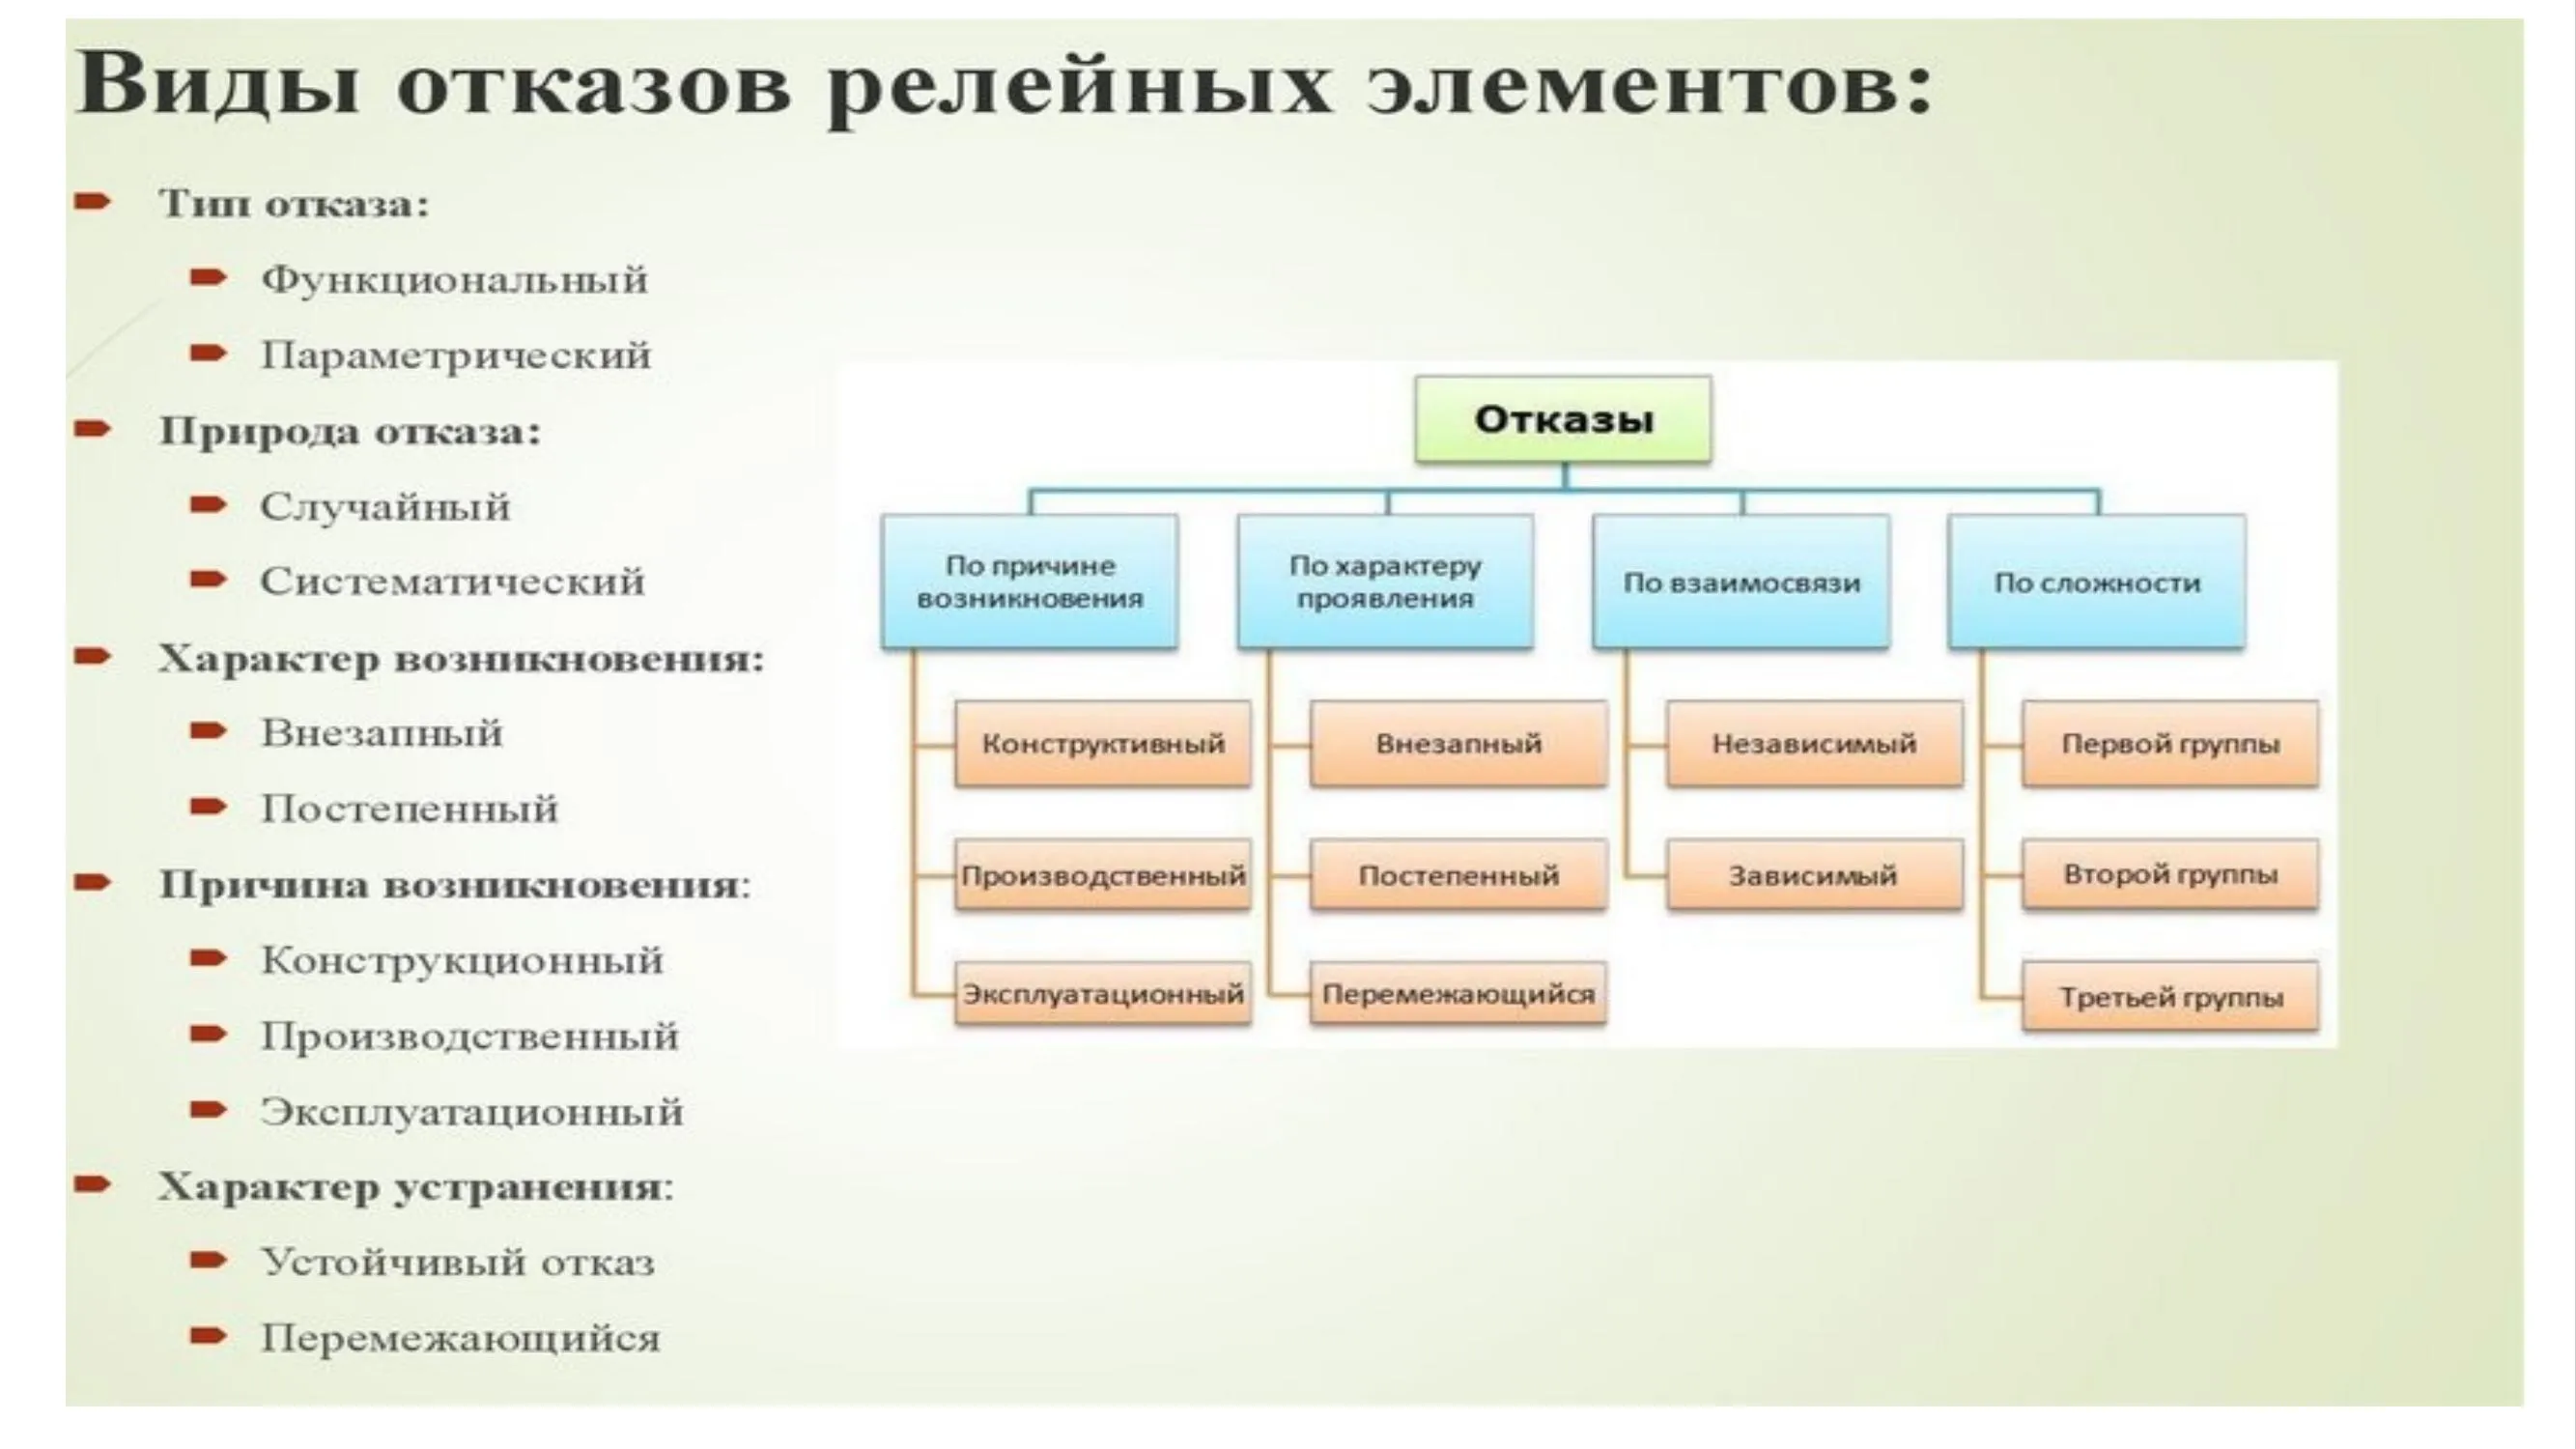 Виды отказов релейных элементов:
Тип отказа:
Функциональный
Параметрический
Природа отказа:
Случайный
Систематический
Характер возникновения:
Внезапный
Постепенный
Причина возникновения:
Конструкционный
Производственный
Эксплуатационный
Характер устранения:
Устойчивый отказ
Перемежающийся
Отказы
По причине
возникновения
Конструктивный
Производственный
Эксплуатационный
По характеру
проявления
Внезапный
Постепенный
Перемежающийся
По взаимосвязи
Независимый
Зависимый
По сложности
Первой группы
Второй группы
Третьей группы